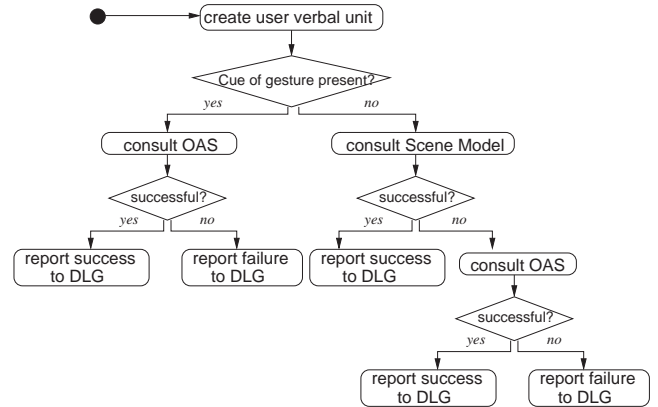 create user verbal unit
Cue of gesture present?
yes
no
consult OAS
consult Scene Model
successful?
successful?
yes
no
yes
no
report success
to DLG
report failure
to DLG
report success
to DLG
consult OAS
successful?
yes
no
report success
to DLG
report failure
to DLG